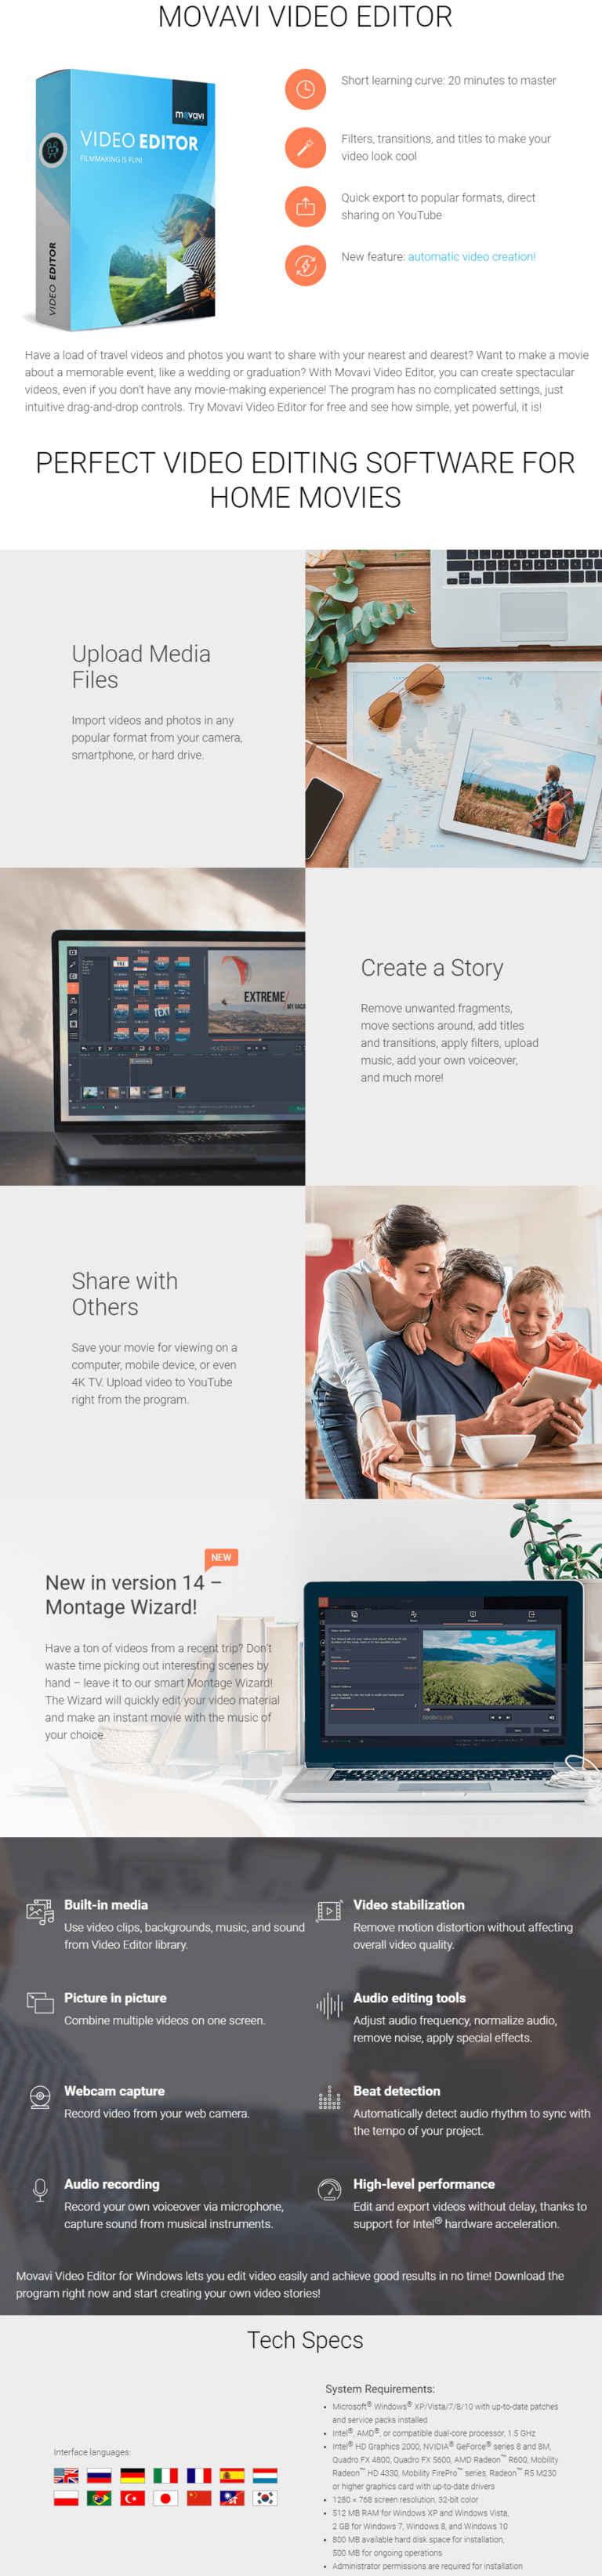 MOVAVI VIDEO EDITOR
movavi
VIDEO EDITOR
FILMMAKING IS FUN!
VIDEO EDITOR
Short learning curve: 20 minutes to master
Filters, transitions, and titles to make your
video look cool
Quick export to popular formats, direct
sharing on YouTube
New feature: automatic video creation!
Have a load of travel videos and photos you want to share with your nearest and dearest? Want to make a movie
about a memorable event, like a wedding or graduation? With Movavi Video Editor, you can create spectacular
videos, even if you don't have any movie-making experience! The program has no complicated settings, just
intuitive drag-and-drop controls. Try Movavi Video Editor for free and see how simple, yet powerful, it is!
PERFECT VIDEO EDITING SOFTWARE FOR
HOME MOVIES
Upload Media
Files
Import videos and photos in any
popular format from your camera,
smartphone, or hard drive.
EXTREME/
TEXT
Create a Story
Remove unwanted fragments,
move sections around, add titles
and transitions, apply filters, upload
music, add your own voiceover,
and much more!
Share with
Others
Save your movie for viewing on a
computer, mobile device, or even
4K TV. Upload video to YouTube
right from the program.
NEW
New in version 14 –
Montage Wizard!
Have a ton of videos from a recent trip? Don't
waste time picking out interesting scenes by
hand – leave it to our smart Montage Wizard!
The Wizard will quickly edit your video material
and make an instant movie with the music of
your choice.
Built-in media
Use video clips, backgrounds, music, and sound
from Video Editor library.
Video stabilization
Remove motion distortion without affecting
overall video quality.
Picture in picture
Combine multiple videos on one screen.
Audio editing tools
Adjust audio frequency, normalize audio,
remove noise, apply special effects.
Webcam capture
Record video from your web camera.
Beat detection
Automatically detect audio rhythm to sync with
the tempo of your project.
Audio recording
Record your own voiceover via microphone,
capture sound from musical instruments.
High-level performance
Edit and export videos without delay, thanks to
support for Intel® hardware acceleration.
Movavi Video Editor for Windows lets you edit video easily and achieve good results in no time! Download the
program right now and start creating your own video stories!
Tech Specs
Interface languages:
System Requirements:
• Microsoft® Windows® XP/Vista/7/8/10 with up-to-date patches
and service packs installed
• Intel®, AMD®, or compatible dual-core processor, 1.5 GHz
• Intel® HD Graphics 2000, NVIDIA® GeForce® series 8 and 8M,
Quadro FX 4800, Quadro FX 5600, AMD Radeon™ R600, Mobility
Radeon™ HD 4330, Mobility FirePro™ series, Radeon™ R5 M230
or higher graphics card with up-to-date drivers
• 1280 × 768 screen resolution, 32-bit color
• 512 MB RAM for Windows XP and Windows Vista,
2 GB for Windows 7, Windows 8, and Windows 10
• 800 MB available hard disk space for installation,
500 MB for ongoing operations
• Administrator permissions are required for installation